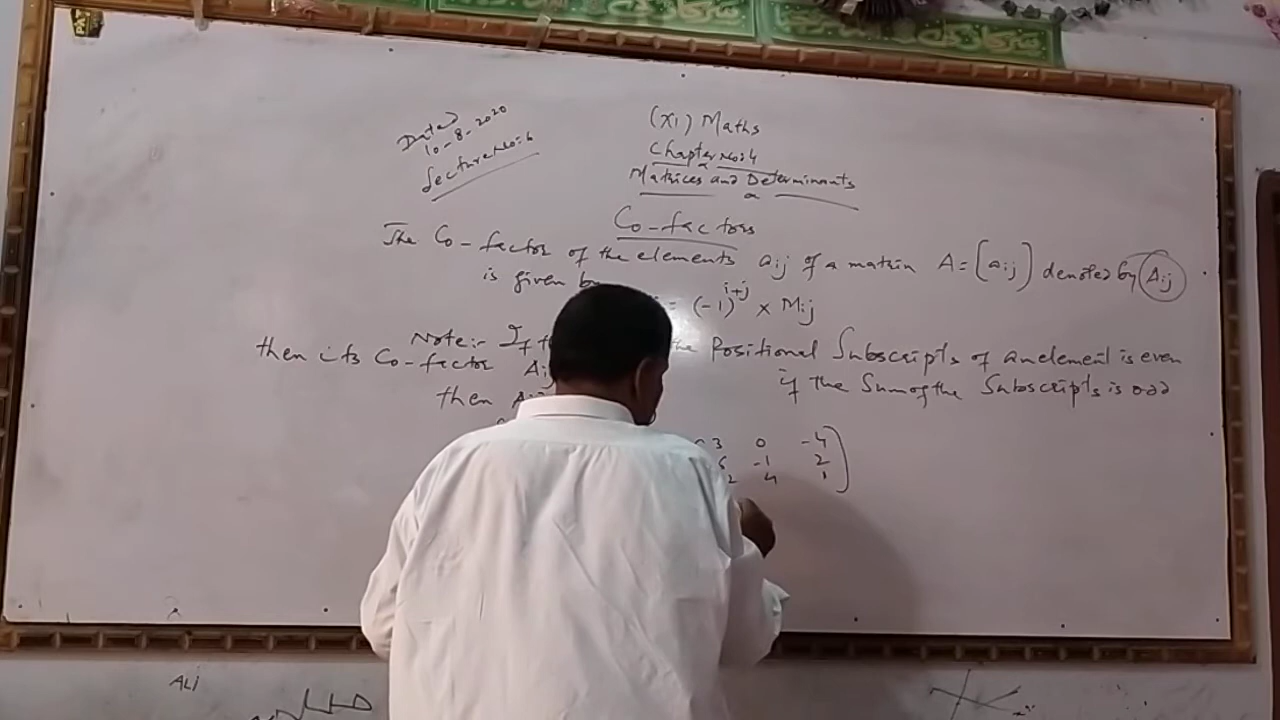 Dated
10-8-2020
Lecture No:6
(XI) Maths
Chapter No:4
Matrices and Determinants
Co-factors
The Co-factor of the elements aij of a matrix A=[aij] denoted by Aij
is given by = (-1)^i+j × Mij
Note:- If the Positional Subscripts of an element is even
then its Co-factor Aij if the Sum of the Subscripts is odd
then
3 0 -4
6 -1 2
2 4 1
ALI